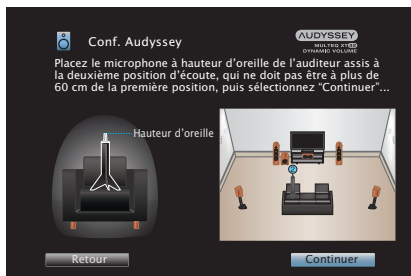 Conf. Audyssey
AUDYSSEY
MULTEQ XT32
DYNAMIC VOLUME
Placez le microphone à hauteur d’oreille de l’auditeur assis à
la deuxième position d’écoute, qui ne doit pas être à plus de
60 cm de la première position, puis sélectionnez “Continuer”...
Hauteur d’oreille
2
Retour
Continuer